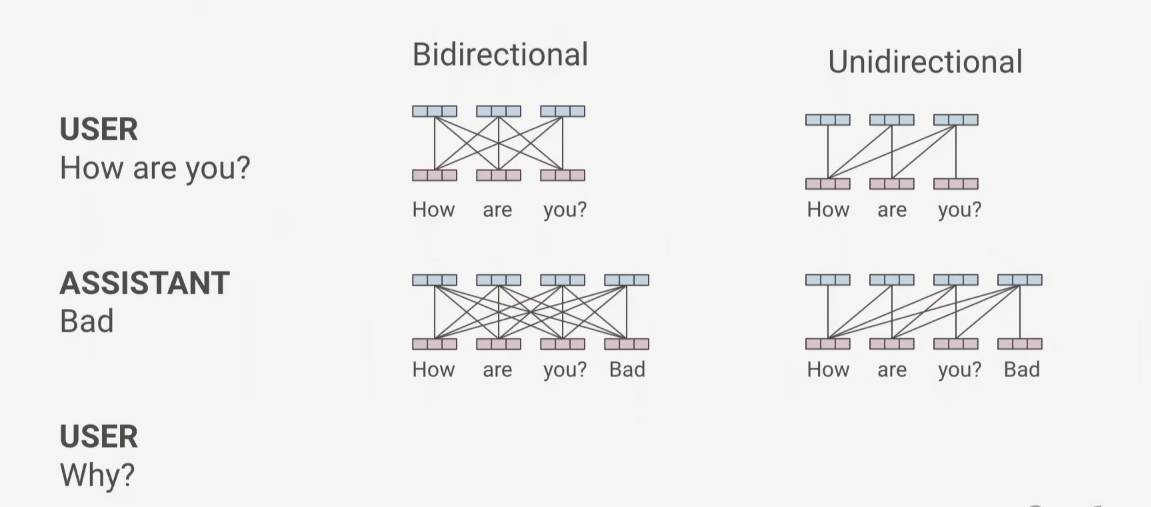 Bidirectional
Unidirectional
USER
How are you?
How are you?
How are you?
ASSISTANT
Bad
How are you? Bad
How are you? Bad
USER
Why?